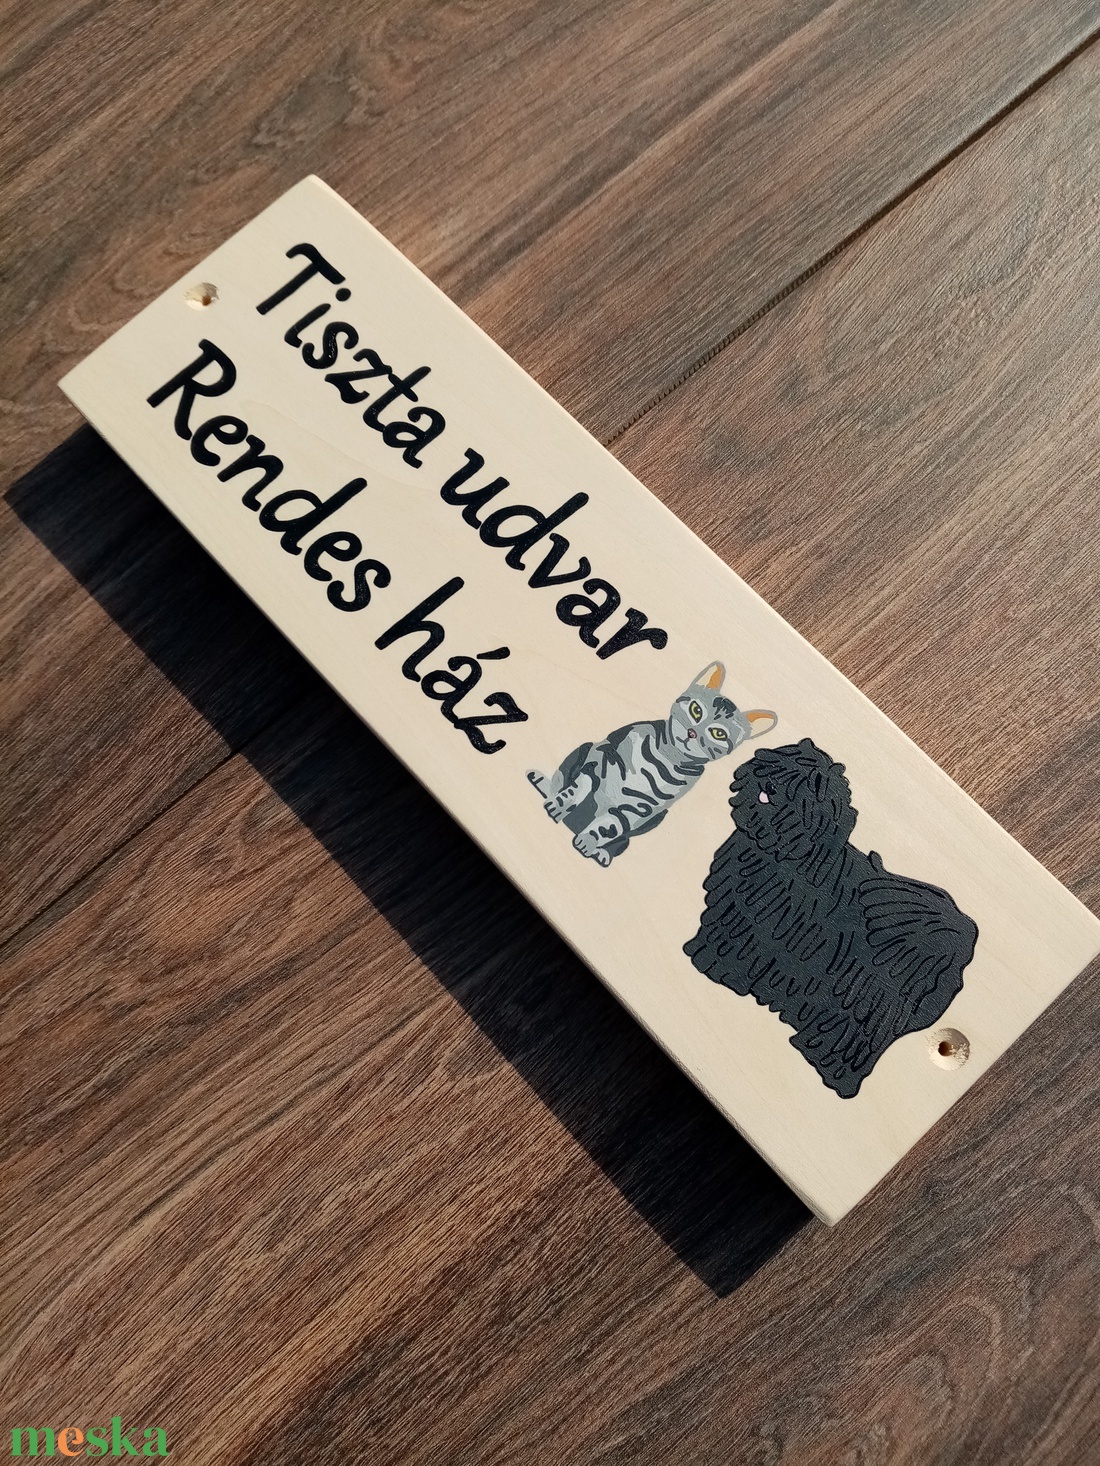 Tiszta udvar
Rendes ház
meska